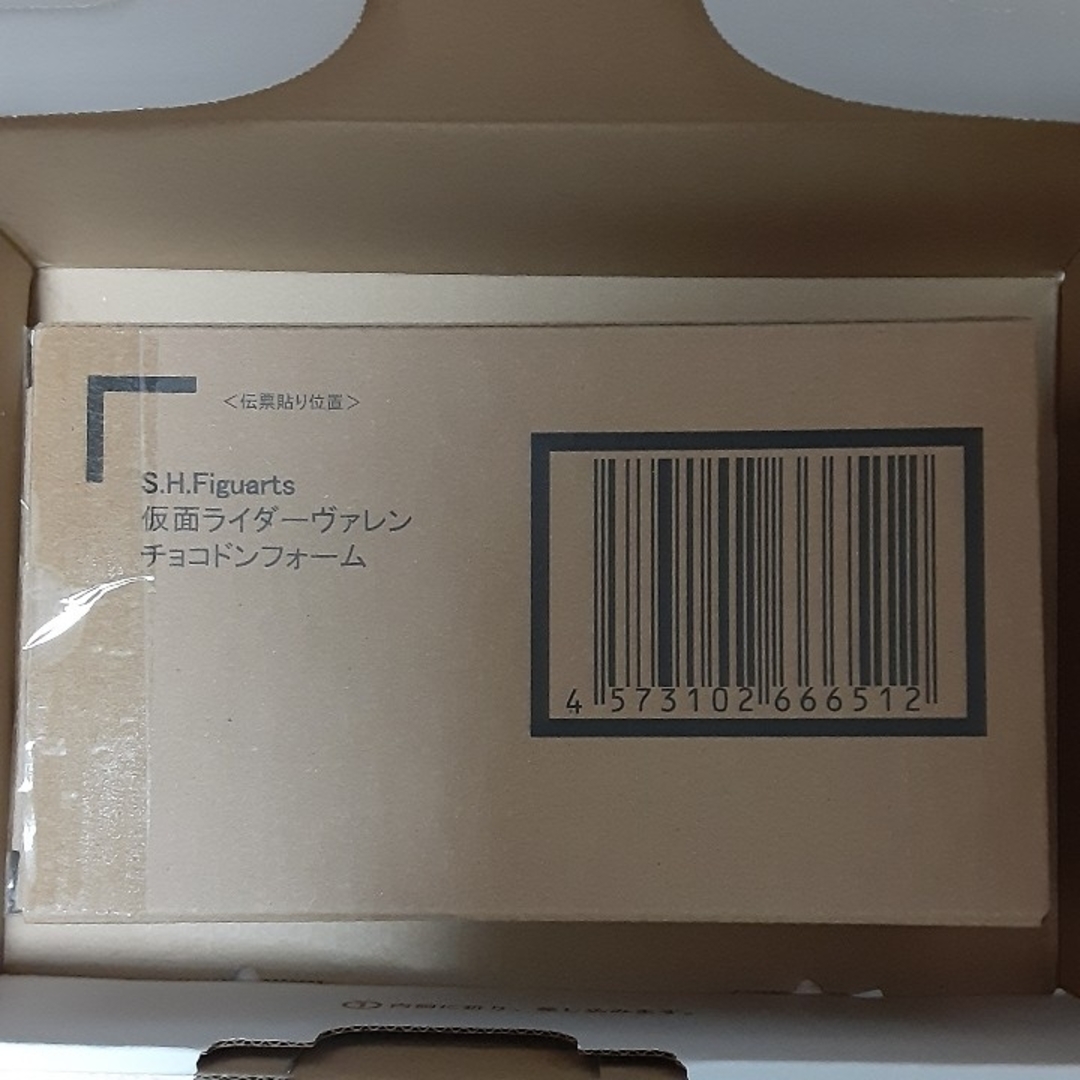 <伝票貼り位置>
S.H.Figuarts
仮面ライダーヴァレン
チョコドンフォーム
4 573102 666512